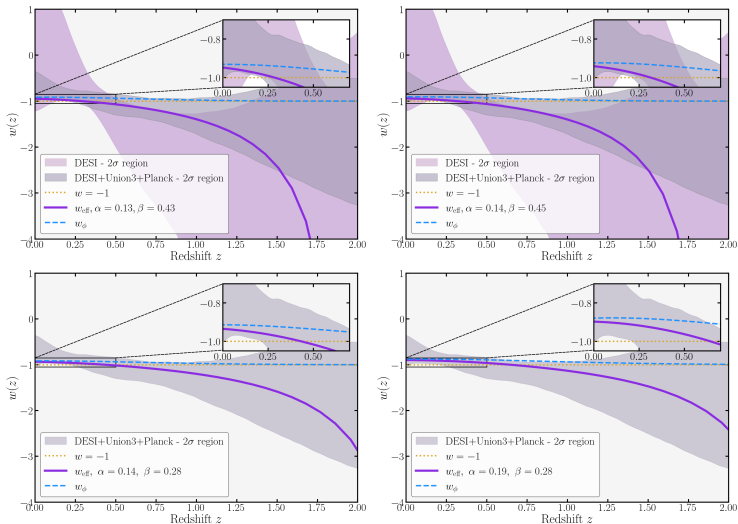 1
0
−1
−2
−3
−4
w(z)
0.00 0.25 0.50 0.75 1.00 1.25 1.50 1.75 2.00
Redshift z
−0.8
−1.0
0.00 0.25 0.50
DESI - 2σ region
DESI+Union3+Planck - 2σ region
w = −1
w_eff, α = 0.13, β = 0.43
w_ϕ
1
0
−1
−2
−3
−4
w(z)
0.00 0.25 0.50 0.75 1.00 1.25 1.50 1.75 2.00
Redshift z
−0.8
−1.0
0.00 0.25 0.50
DESI - 2σ region
DESI+Union3+Planck - 2σ region
w = −1
w_eff, α = 0.14, β = 0.45
w_ϕ
1
0
−1
−2
−3
−4
w(z)
0.00 0.25 0.50 0.75 1.00 1.25 1.50 1.75 2.00
Redshift z
−0.8
−1.0
0.00 0.25 0.50
DESI+Union3+Planck - 2σ region
w = −1
w_eff, α = 0.14, β = 0.28
w_ϕ
1
0
−1
−2
−3
−4
w(z)
0.00 0.25 0.50 0.75 1.00 1.25 1.50 1.75 2.00
Redshift z
−0.8
−1.0
0.00 0.25 0.50
DESI+Union3+Planck - 2σ region
w = −1
w_eff, α = 0.19, β = 0.28
w_ϕ